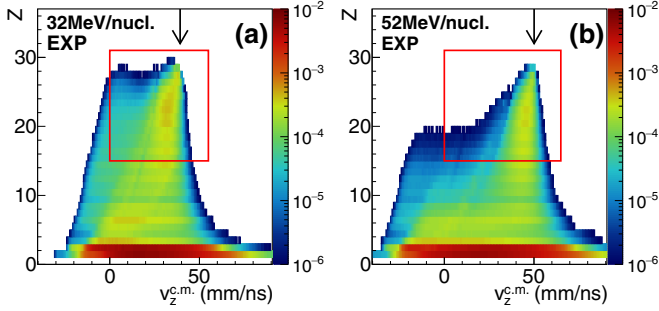 Z
32MeV/nucl.
EXP
(a)
30
20
10
0
0
50
v_z^{c.m.} (mm/ns)
10⁻²
10⁻³
10⁻⁴
10⁻⁵
10⁻⁶
Z
52MeV/nucl.
EXP
(b)
30
20
10
0
0
50
v_z^{c.m.} (mm/ns)
10⁻²
10⁻³
10⁻⁴
10⁻⁵
10⁻⁶